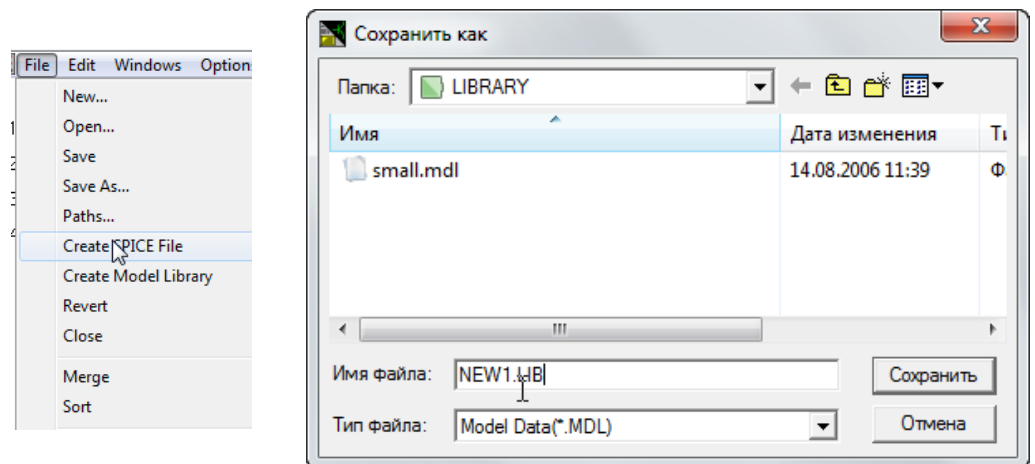 File Edit Windows Option
New...
Open...
Save
Save As...
Paths...
Create SPICE File
Create Model Library
Revert
Close
Merge
Sort
Сохранить как
Папка: LIBRARY
Имя Дата изменения Ти
small.mdl 14.08.2006 11:39 Ф
Имя файла: NEW1.LIB Сохранить
Тип файла: Model Data(*.MDL) Отмена